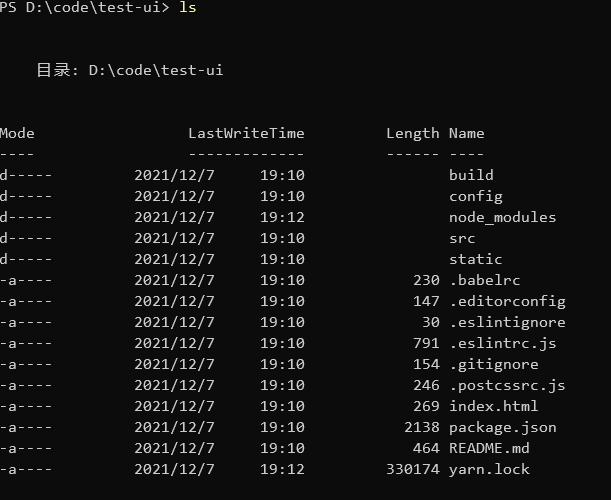 PS D:\code\test-ui> ls
目录: D:\code\test-ui
Mode LastWriteTime Length Name
---- ------------- ------ ----
d----- 2021/12/7 19:10 build
d----- 2021/12/7 19:10 config
d----- 2021/12/7 19:12 node_modules
d----- 2021/12/7 19:10 src
d----- 2021/12/7 19:10 static
-a---- 2021/12/7 19:10 230 .babelrc
-a---- 2021/12/7 19:10 147 .editorconfig
-a---- 2021/12/7 19:10 30 .eslintignore
-a---- 2021/12/7 19:10 791 .eslintrc.js
-a---- 2021/12/7 19:10 154 .gitignore
-a---- 2021/12/7 19:10 246 .postcssrc.js
-a---- 2021/12/7 19:10 269 index.html
-a---- 2021/12/7 19:10 2138 package.json
-a---- 2021/12/7 19:10 464 README.md
-a---- 2021/12/7 19:12 330174 yarn.lock